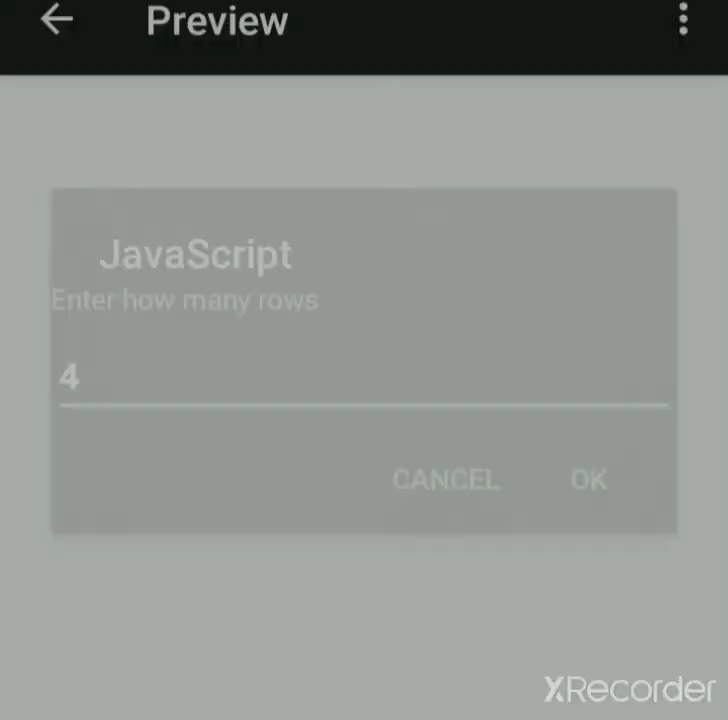 Preview
JavaScript
Enter how many rows
4
CANCEL OK
XRecorder